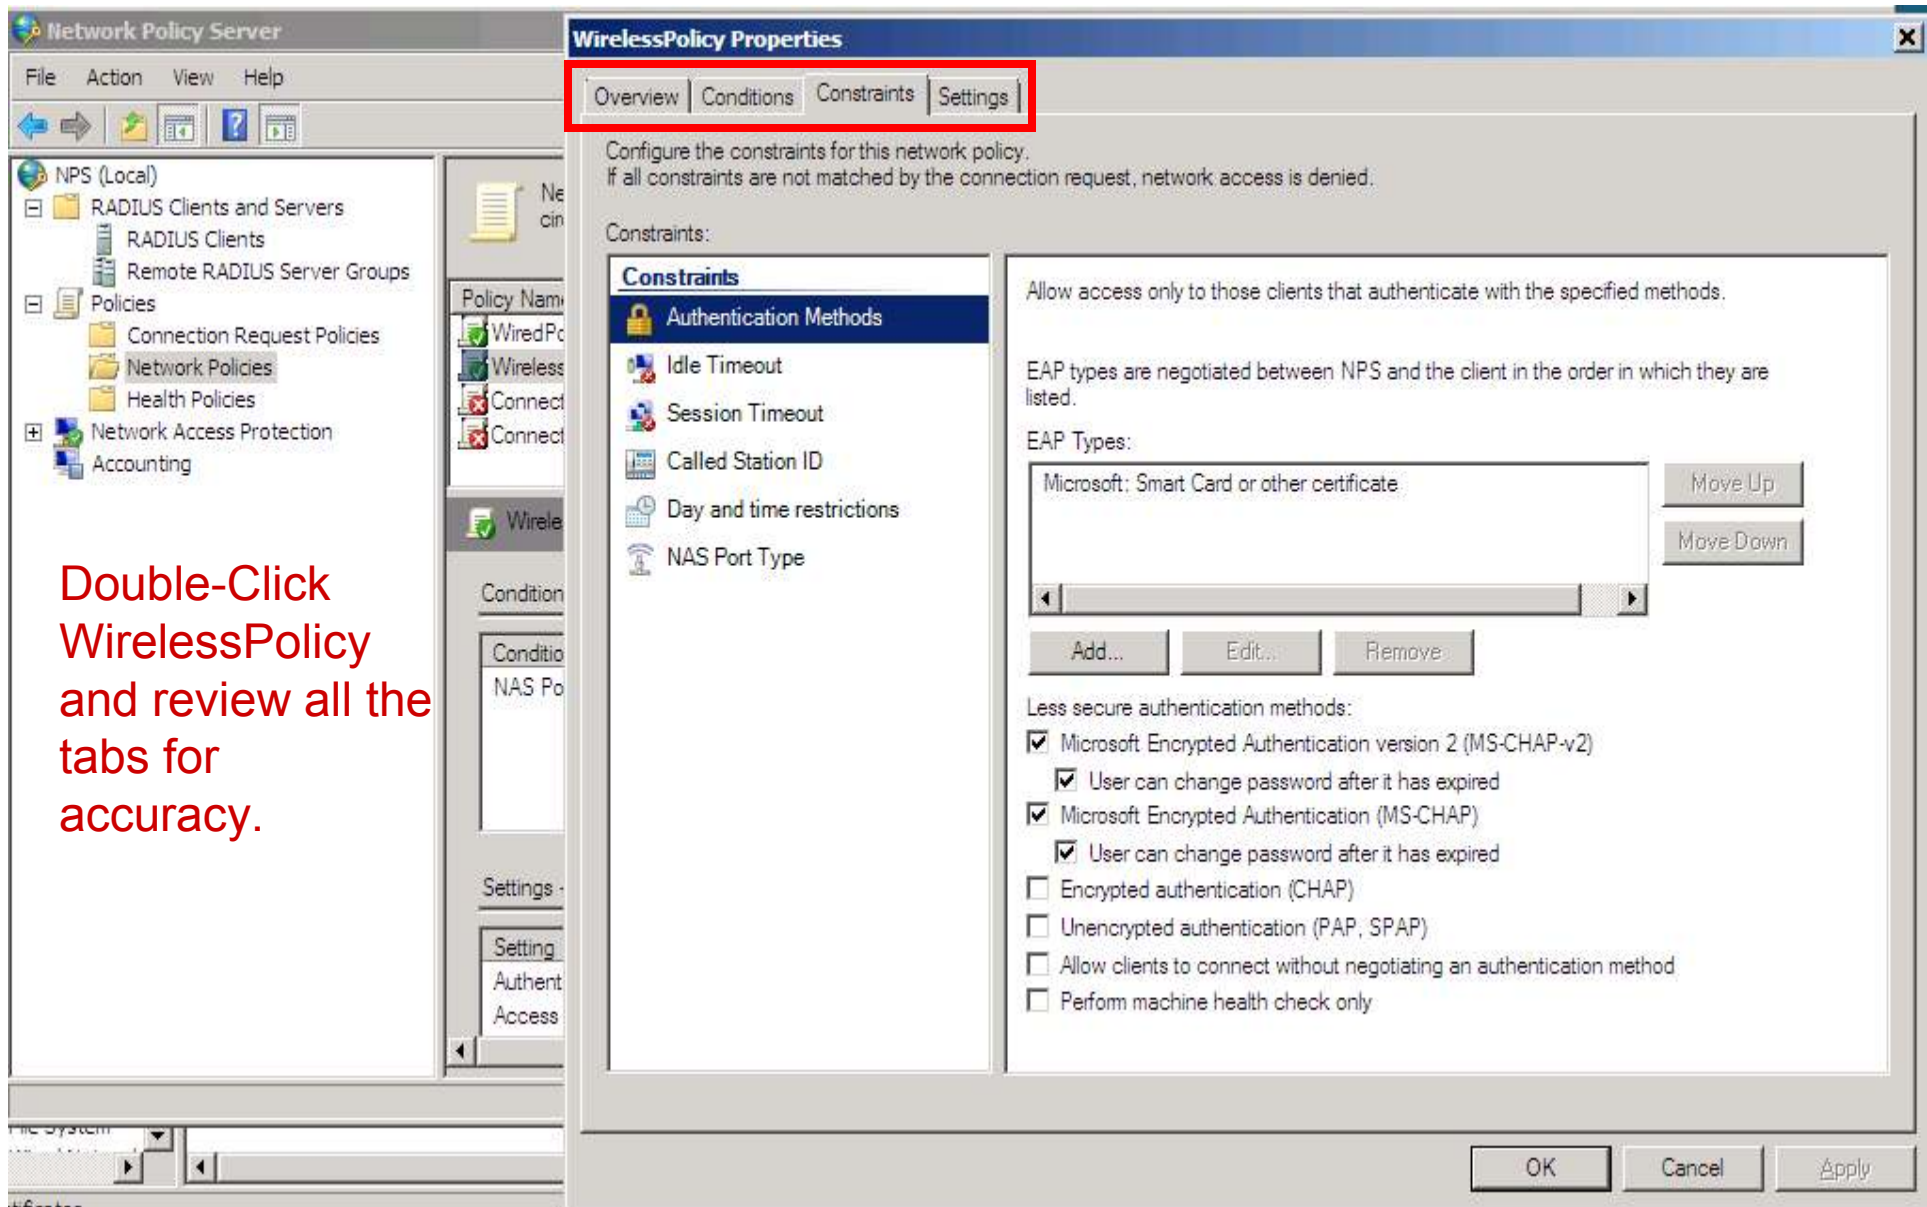 Network Policy Server
File Action View Help
NPS (Local)
RADIUS Clients and Servers
RADIUS Clients
Remote RADIUS Server Groups
Policies
Connection Request Policies
Network Policies
Health Policies
Network Access Protection
Accounting
Double-Click
WirelessPolicy
and review all the
tabs for
accuracy.
Ne
cin
Policy Nam
WiredPo
Wireless
Connect
Connect
Wirele
Condition
Conditio
NAS Po
Settings -
Setting
Authent
Access
File System
WirelessPolicy Properties
Overview Conditions Constraints Settings
Configure the constraints for this network policy.
If all constraints are not matched by the connection request, network access is denied.
Constraints:
Constraints
Authentication Methods
Idle Timeout
Session Timeout
Called Station ID
Day and time restrictions
NAS Port Type
Allow access only to those clients that authenticate with the specified methods.
EAP types are negotiated between NPS and the client in the order in which they are
listed.
EAP Types:
Microsoft: Smart Card or other certificate
Move Up
Move Down
Add... Edit... Remove
Less secure authentication methods:
Microsoft Encrypted Authentication version 2 (MS-CHAP-v2)
User can change password after it has expired
Microsoft Encrypted Authentication (MS-CHAP)
User can change password after it has expired
Encrypted authentication (CHAP)
Unencrypted authentication (PAP, SPAP)
Allow clients to connect without negotiating an authentication method
Perform machine health check only
OK Cancel Apply